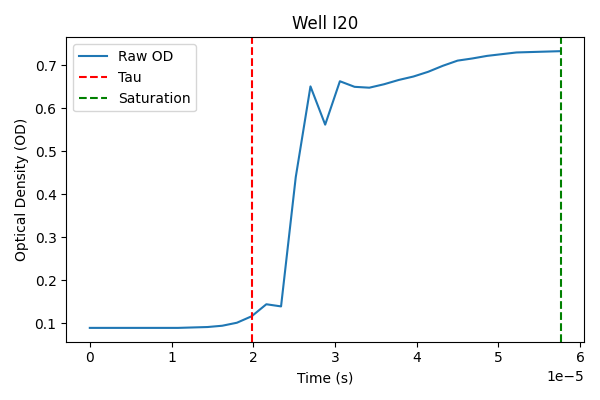 Well I20
Raw OD
Tau
Saturation
Optical Density (OD)
0.7
0.6
0.5
0.4
0.3
0.2
0.1
0 1 2 3 4 5 6
1e−5
Time (s)